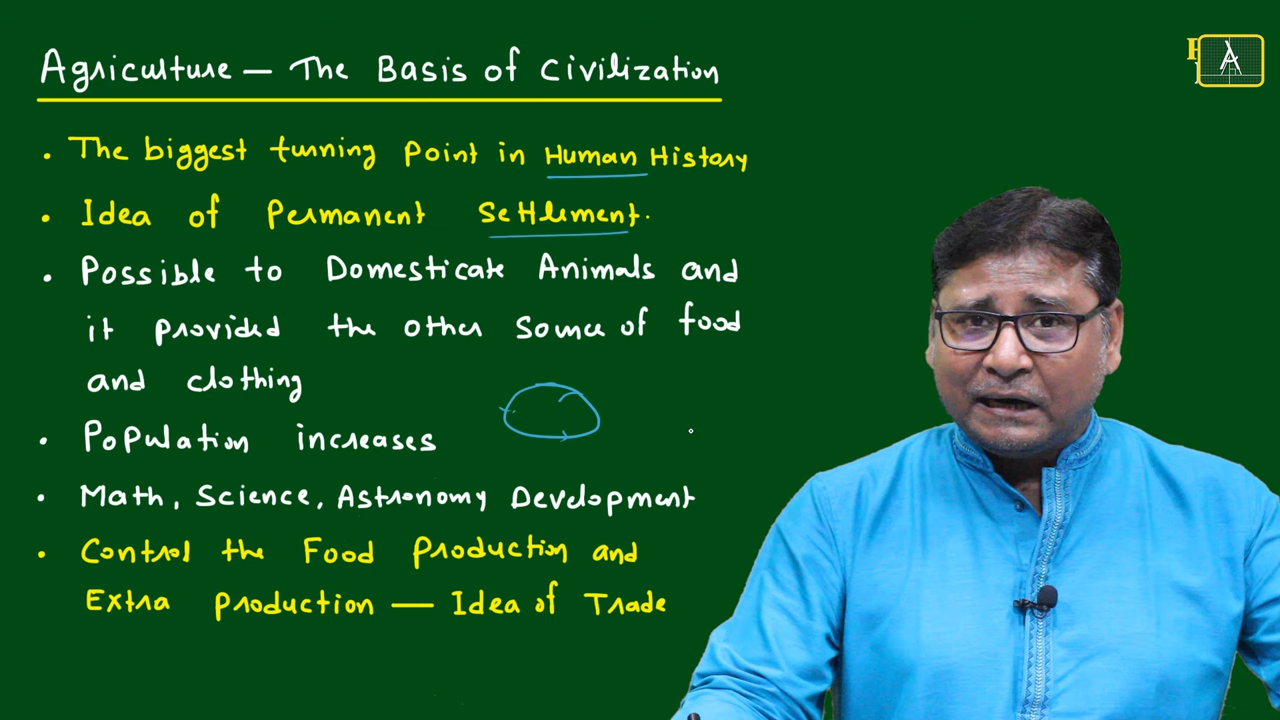 Agriculture — The Basis of Civilization
• The biggest turning Point in Human History
• Idea of Permanent Settlement.
• Possible to Domesticate Animals and
it provided the other source of food
and clothing
• Population increases
• Math, Science, Astronomy Development
• Control the Food Production and
Extra production — Idea of Trade